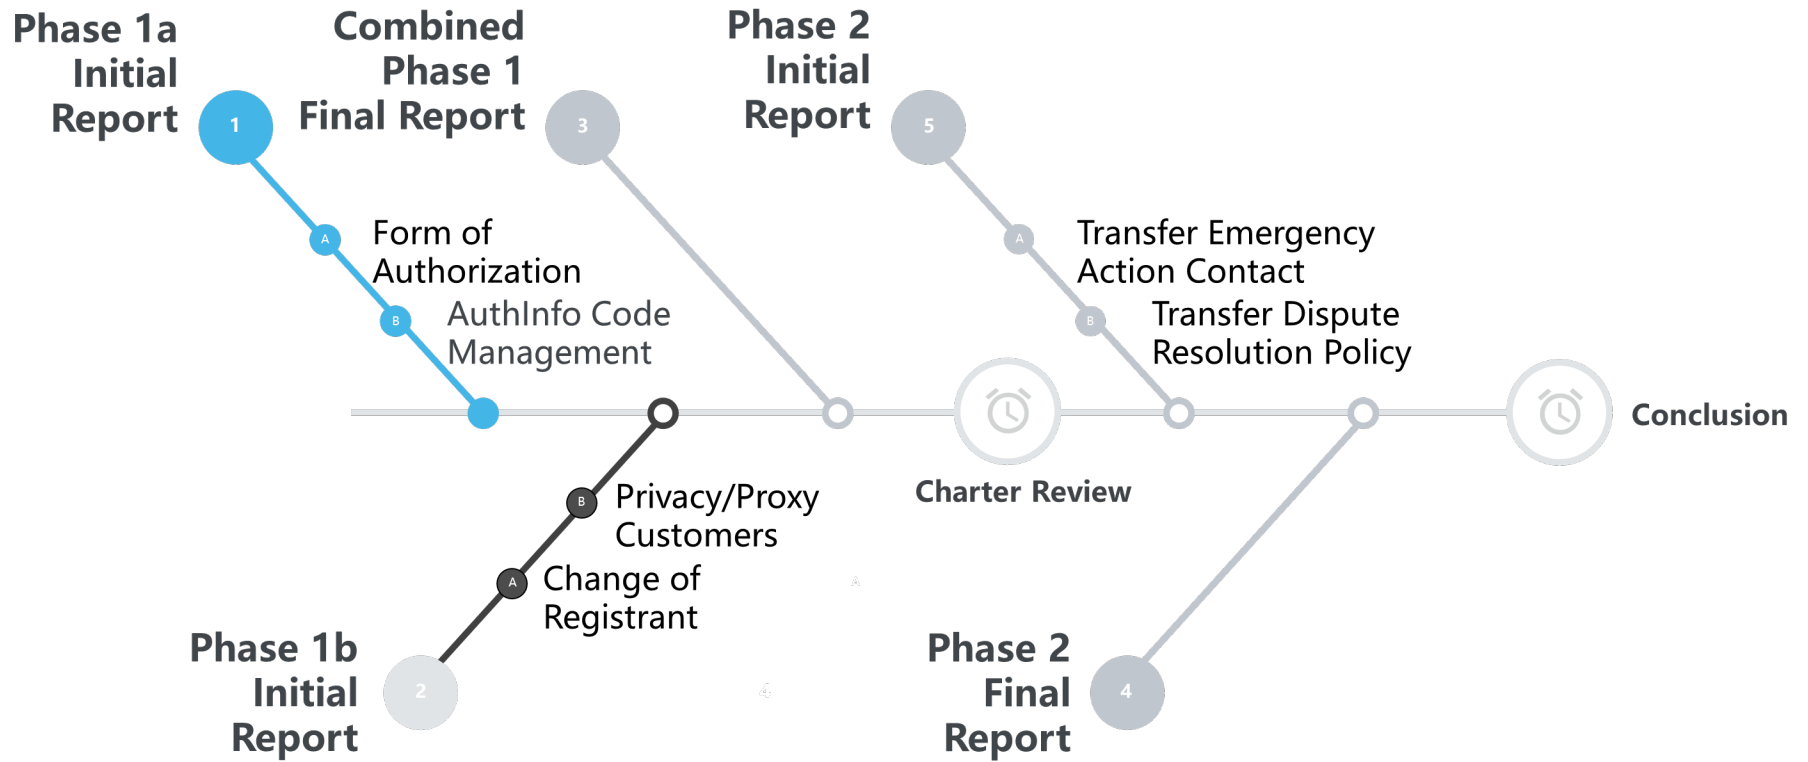 Phase 1a
Initial
Report
1
Combined
Phase 1
Final Report
3
Phase 2
Initial
Report
5
A
Form of
Authorization
B
AuthInfo Code
Management
A
Transfer Emergency
Action Contact
B
Transfer Dispute
Resolution Policy
Conclusion
Charter Review
B
Privacy/Proxy
Customers
A
Change of
Registrant
A
Phase 1b
Initial
Report
2
4
Phase 2
Final
Report
4